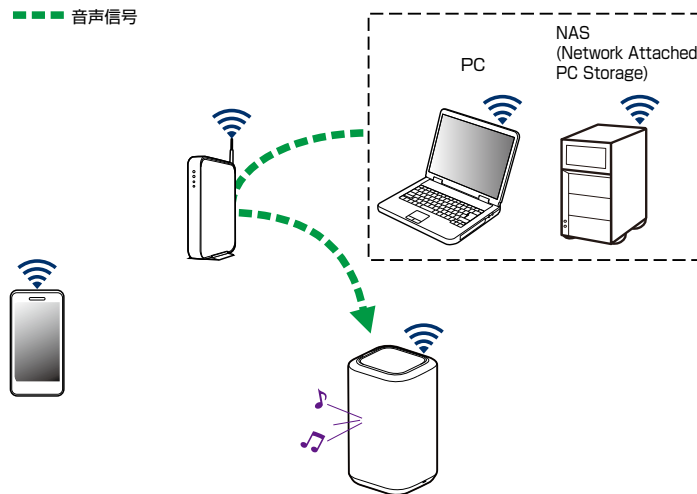 音声信号
PC
NAS
(Network Attached
PC Storage)